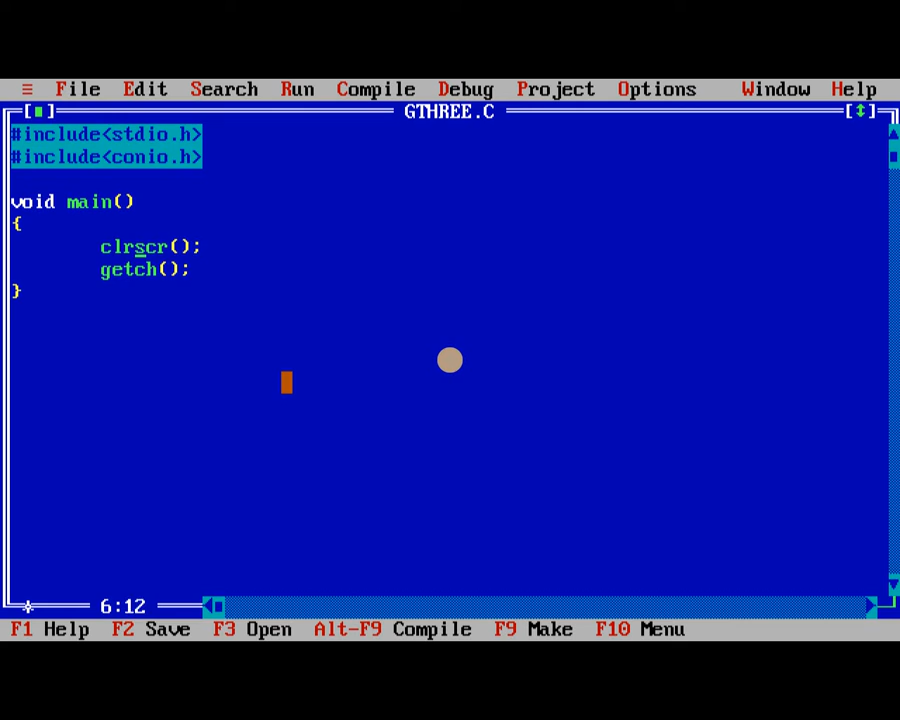 ≡ File Edit Search Run Compile Debug Project Options Window Help
[■] GTHREE.C [↕]
#include<stdio.h>
#include<conio.h>
void main()
{
clrscr();
getch();
}
6:12
F1 Help F2 Save F3 Open Alt-F9 Compile F9 Make F10 Menu